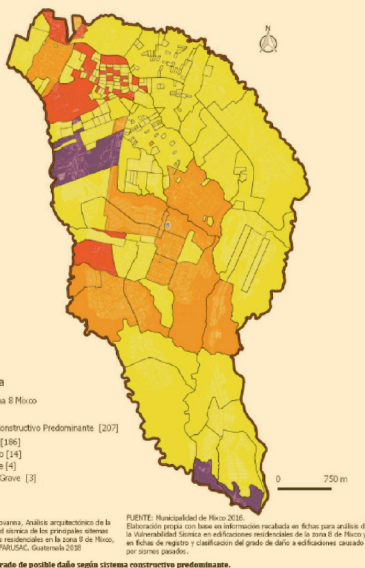 a
a 8 Mixco
onstructivo Predominante [207]
[186]
o [14]
e [4]
Grave [3]
0 750 m
ovanna, Análisis arquitectónico de la
d sísmica de los principales sistemas
s residenciales en la zona 8 de Mixco,
FARUSAC, Guatemala 2018
FUENTE: Municipalidad de Mixco 2016.
Elaboración propia con base en información recabada en fichas para análisis d
la Vulnerabilidad Sísmica en edificaciones residenciales de la zona 8 de Mixco y
en fichas de registro y clasificación del grado de daño a edificaciones causado
por sismos pasados.
rado de posible daño según sistema constructivo predominante.